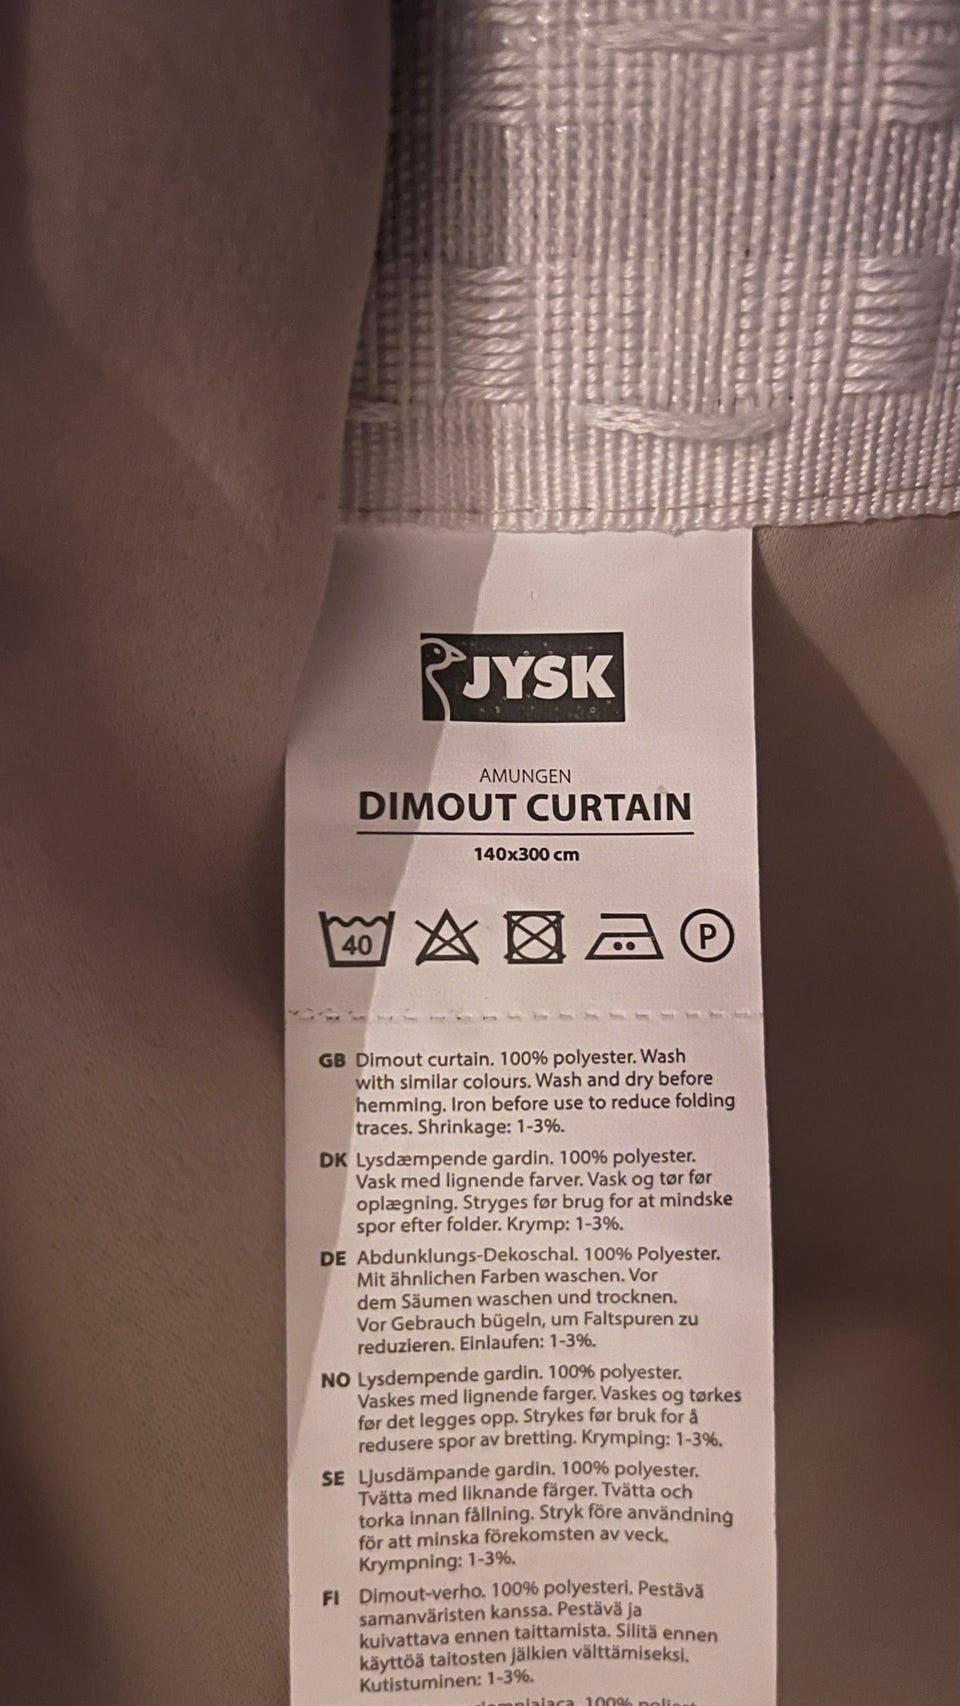 JYSK
AMUNGEN
DIMOUT CURTAIN
140x300 cm
40
P
GB Dimout curtain. 100% polyester. Wash
with similar colours. Wash and dry before
hemming. Iron before use to reduce folding
traces. Shrinkage: 1-3%.
DK Lysdæmpende gardin. 100% polyester.
Vask med lignende farver. Vask og tør før
oplægning. Stryges før brug for at mindske
spor efter folder. Krymp: 1-3%.
DE Abdunklungs-Dekoschal. 100% Polyester.
Mit ähnlichen Farben waschen. Vor
dem Säumen waschen und trocknen.
Vor Gebrauch bügeln, um Faltspuren zu
reduzieren. Einlaufen: 1-3%.
NO Lysdempende gardin. 100% polyester.
Vaskes med lignende farger. Vaskes og tørkes
før det legges opp. Strykes før bruk for å
redusere spor av bretting. Krymping: 1-3%.
SE Ljusdämpande gardin. 100% polyester.
Tvätta med liknande färger. Tvätta och
torka innan fållning. Stryk före användning
för att minska förekomsten av veck.
Krympning: 1-3%.
FI Dimout-verho. 100% polyesteri. Pestävä
samanväristen kanssa. Pestävä ja
kuivattava ennen taittamista. Silitä ennen
käyttöä taitosten jälkien välttämiseksi.
Kutistuminen: 1-3%.
100%